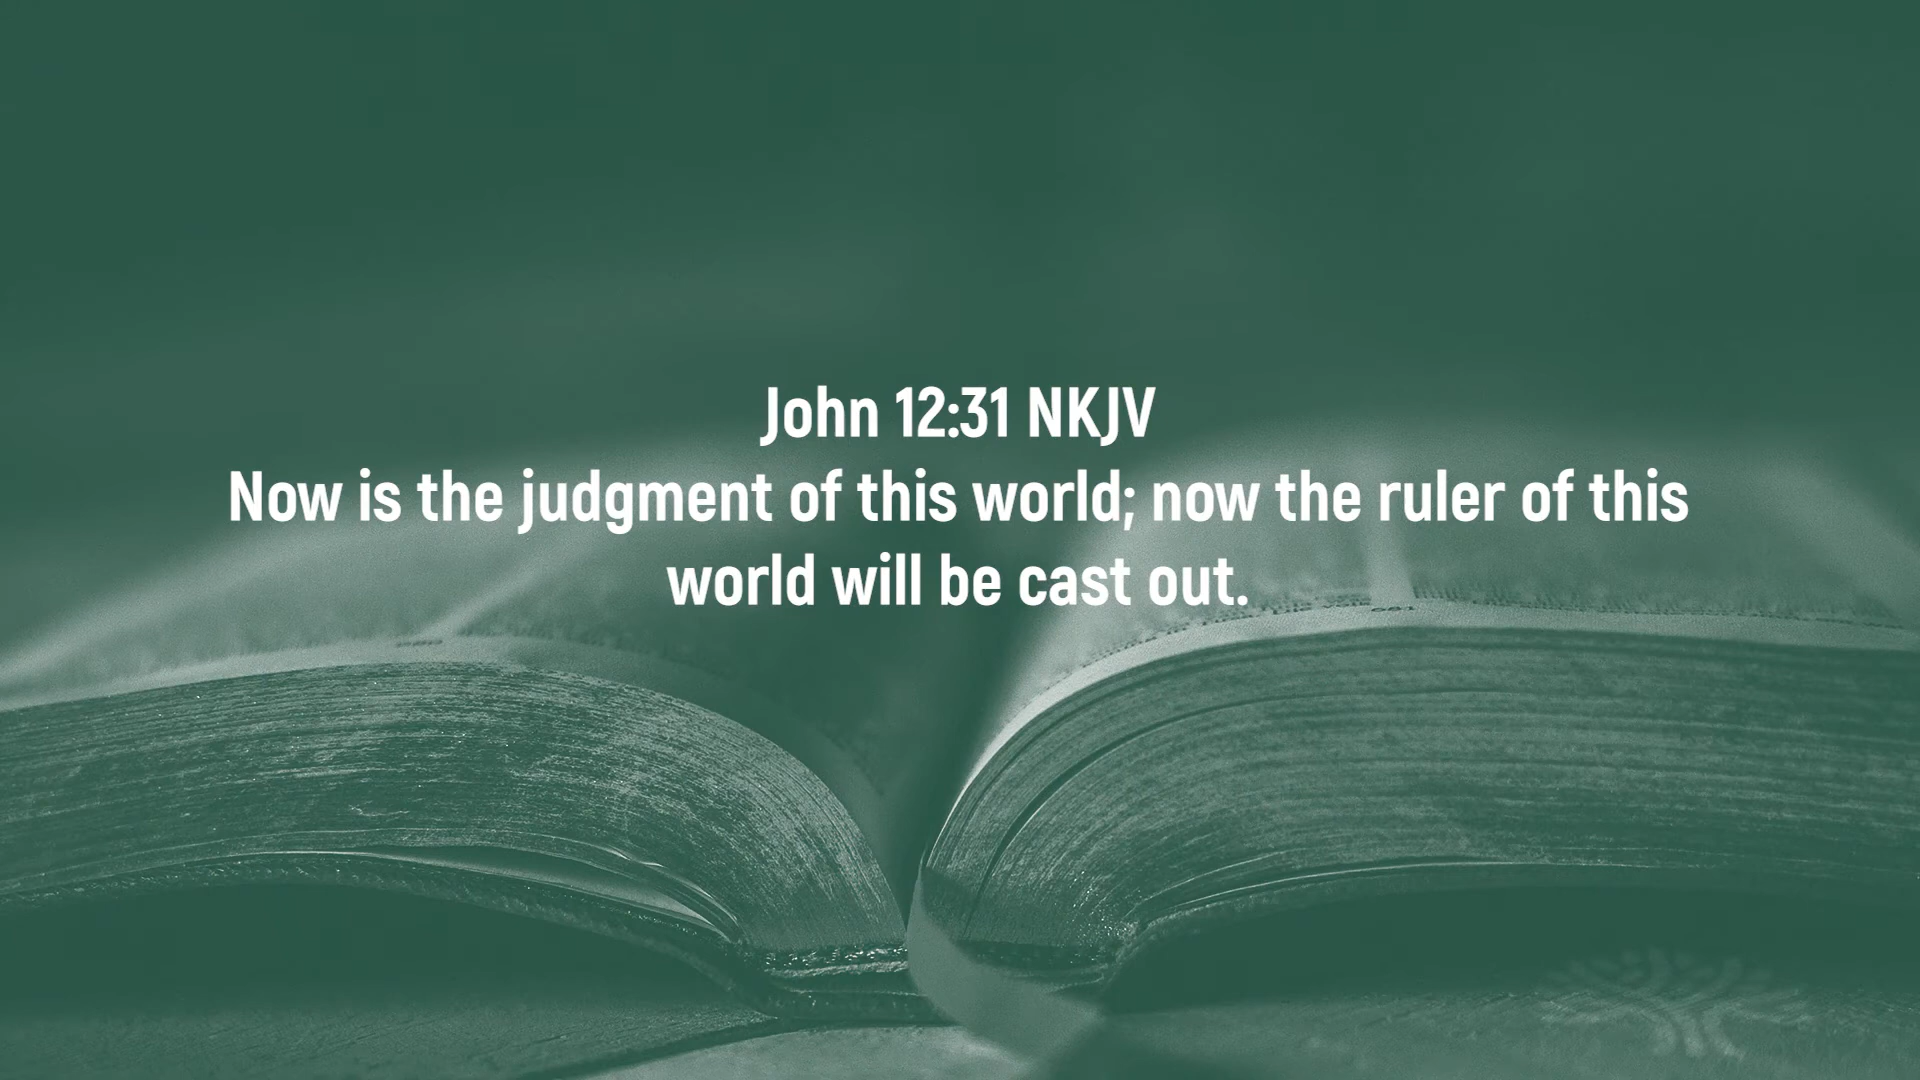 John 12:31 NKJV
Now is the judgment of this world; now the ruler of this
world will be cast out.